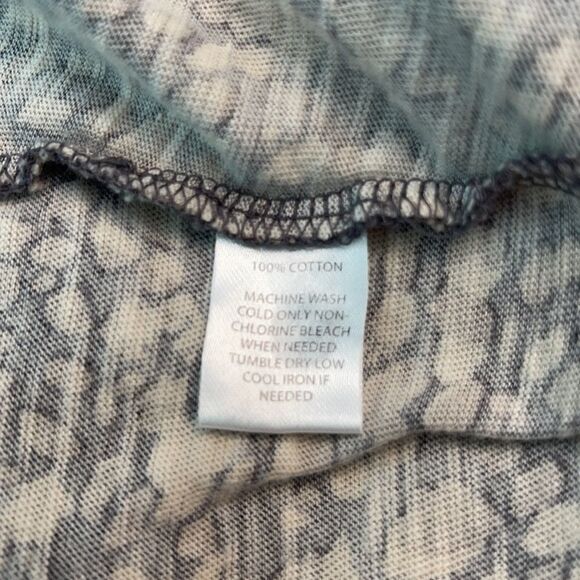 100% COTTON
MACHINE WASH
COLD ONLY NON-
CHLORINE BLEACH
WHEN NEEDED
TUMBLE DRY LOW
COOL IRON IF
NEEDED